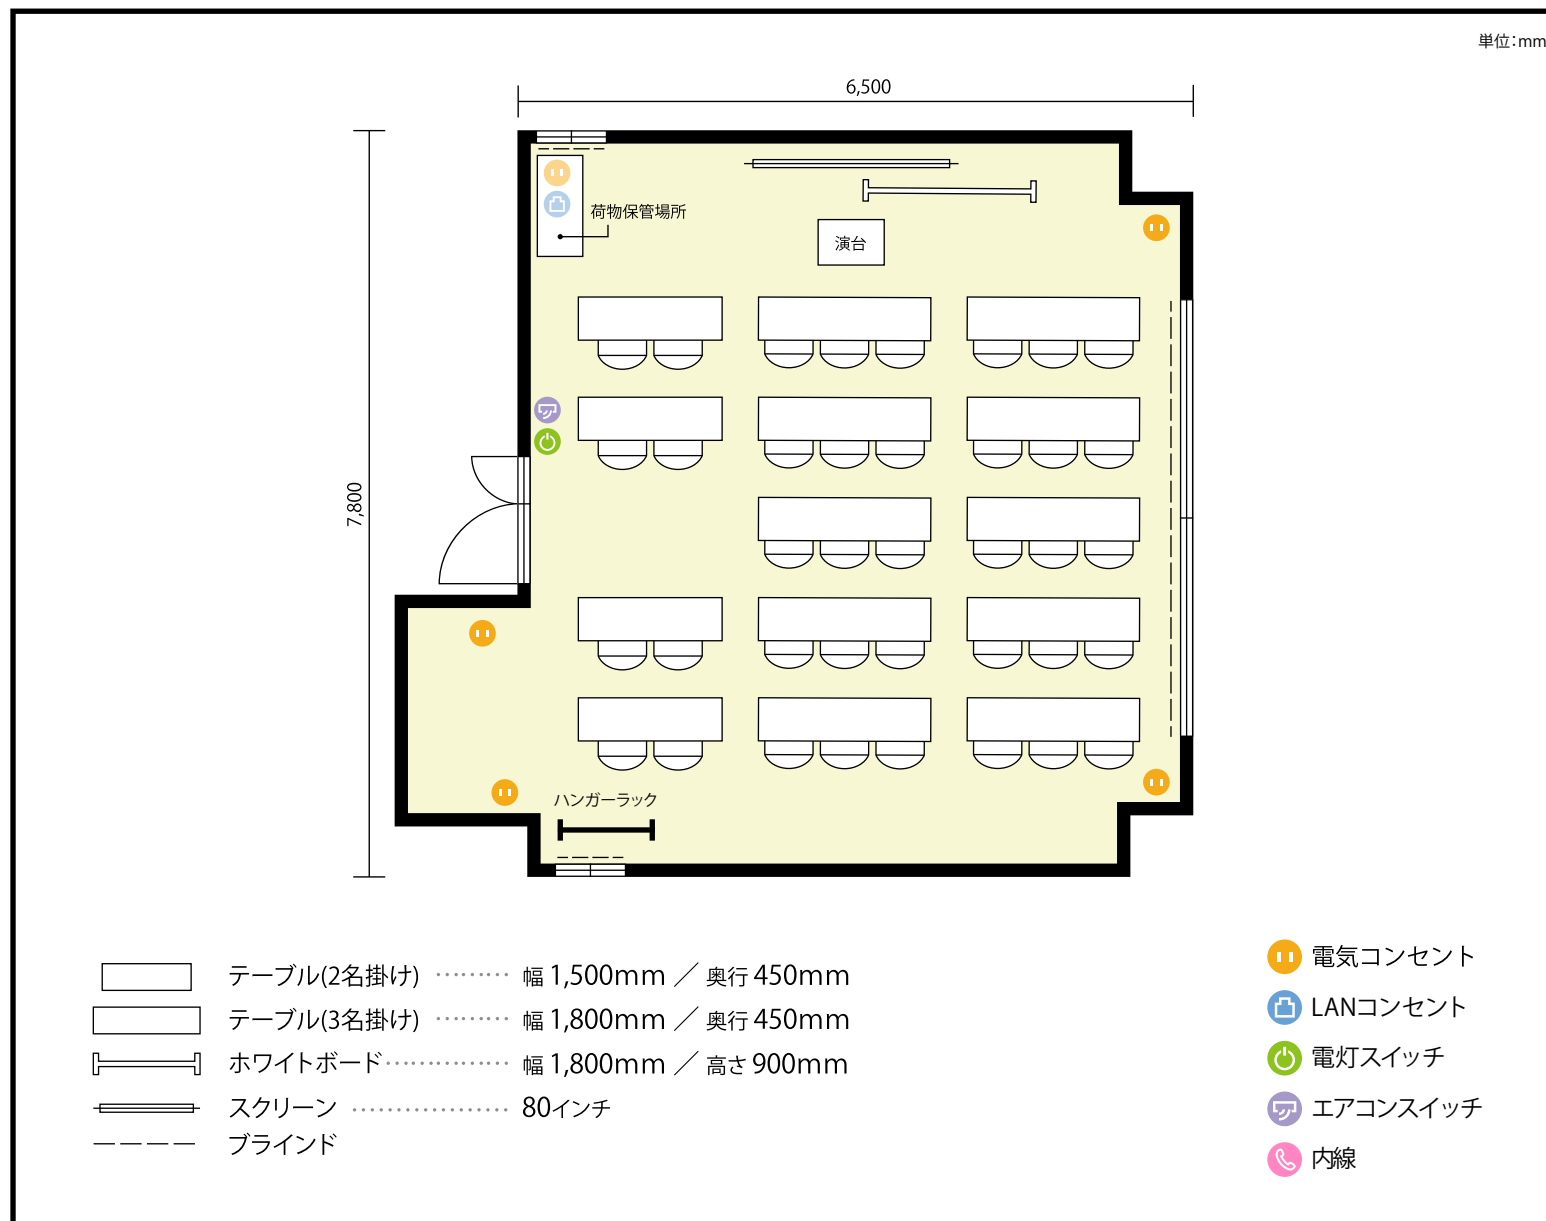 単位：mm
6,500
荷物保管場所
演台
7,800
ハンガーラック
テーブル(2名掛け) ········· 幅 1,500mm ／ 奥行 450mm
テーブル(3名掛け) ········· 幅 1,800mm ／ 奥行 450mm
ホワイトボード ··············· 幅 1,800mm ／ 高さ 900mm
スクリーン ·················· 80インチ
ブラインド
電気コンセント
LANコンセント
電灯スイッチ
エアコンスイッチ
内線